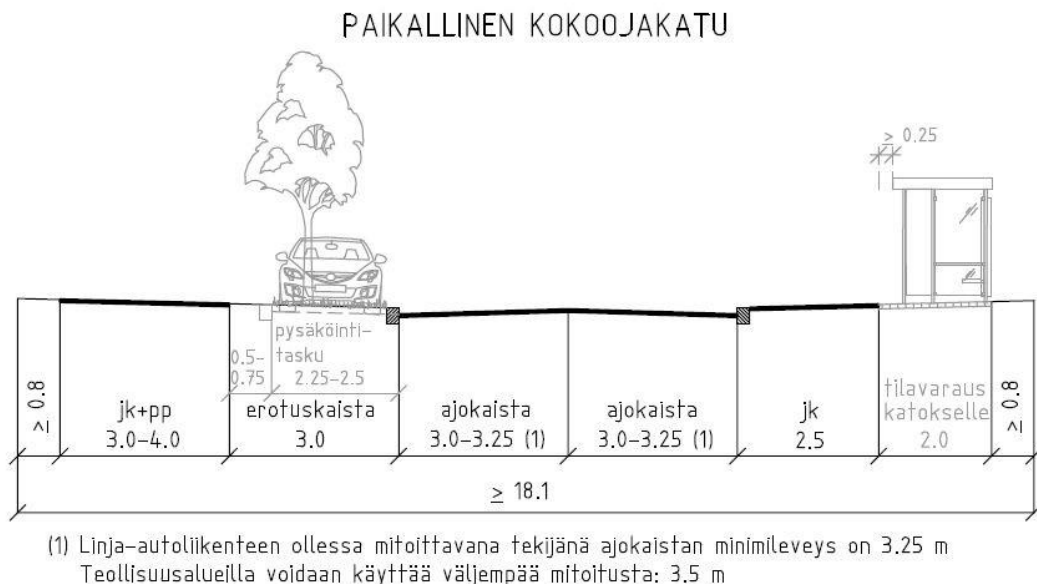 PAIKALLINEN KOKOOJAKATU
≥ 0.25
pysäköinti-
tasku
2.25-2.5
0.5-
0.75
≥ 0.8
jk+pp
3.0-4.0
erotuskaista
3.0
ajokaista
3.0-3.25 (1)
ajokaista
3.0-3.25 (1)
jk
2.5
tilavaraus
katokselle
2.0
≥ 0.8
≥ 18.1
(1) Linja-autoliikenteen ollessa mitoittavana tekijänä ajokaistan minimileveys on 3.25 m
Teollisuusalueilla voidaan käyttää väljempää mitoitusta: 3.5 m